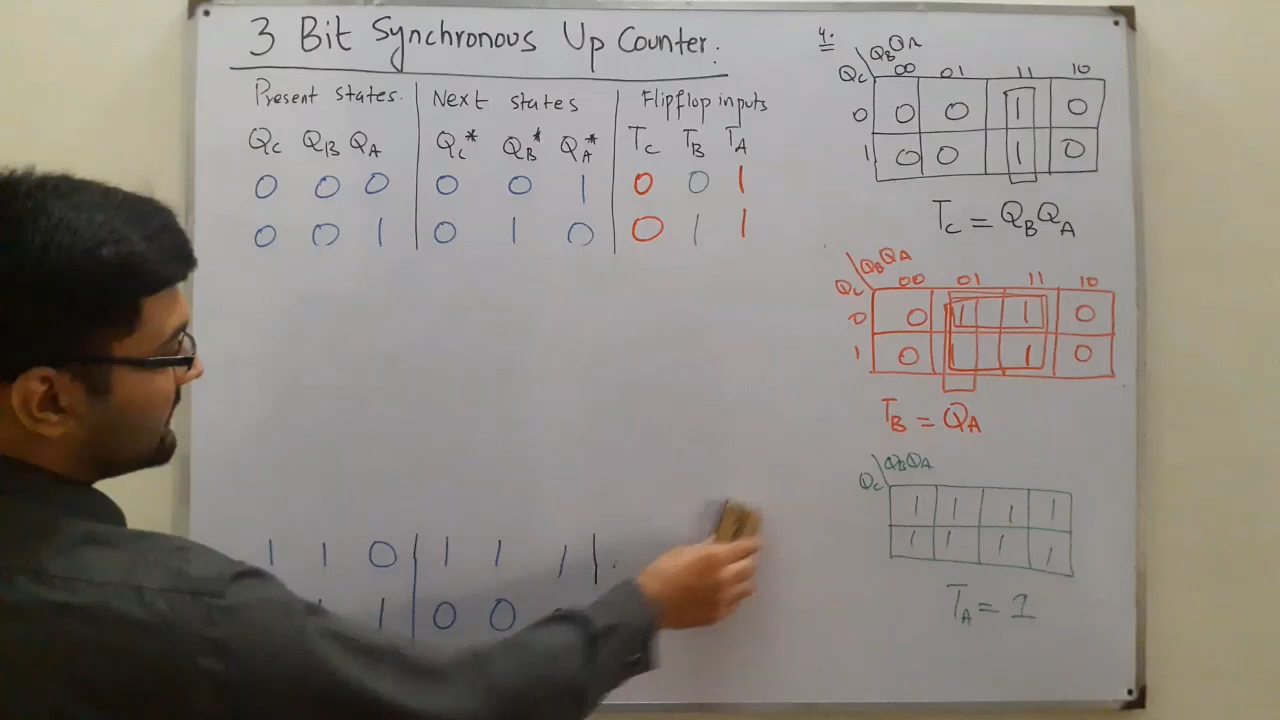 3 Bit Synchronous Up Counter.
Present states. Next states Flipflop inputs
Qc QB QA Qc* QB* QA* Tc TB TA
0 0 0 0 0 1 0 0 1
0 0 1 0 1 0 0 1 1
1 1 0 1 1 1
1 1 0 0
4.
QBQA
Qc 00 01 11 10
0 0 0 1 0
1 0 0 1 0
Tc = QBQA
QBQA
Qc 00 01 11 10
0 0 1 1 0
1 0 1 1 0
TB = QA
QBQA
Qc
1 1 1 1
1 1 1 1
TA = 1